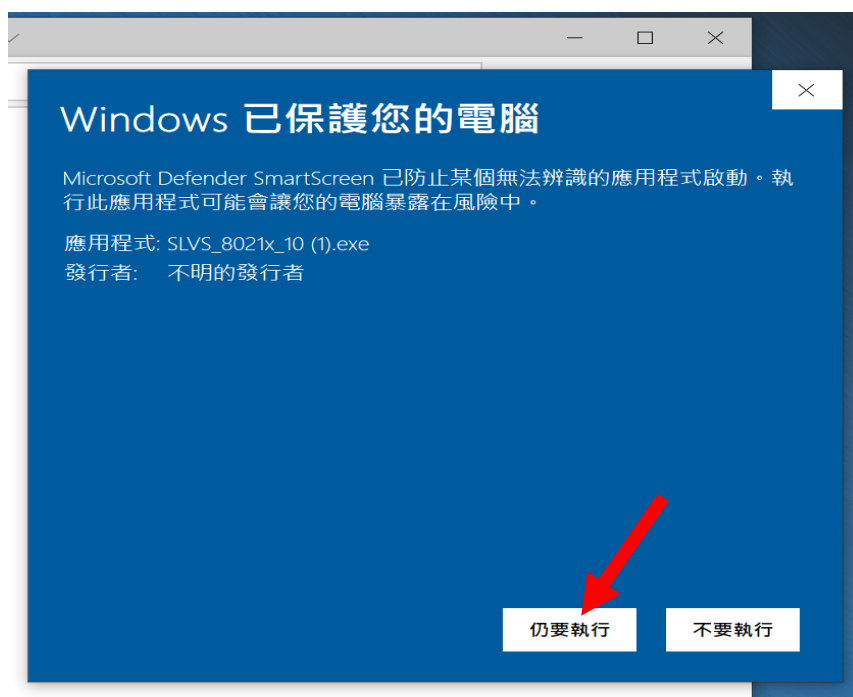 Windows 已保護您的電腦
Microsoft Defender SmartScreen 已防止某個無法辨識的應用程式啟動。執
行此應用程式可能會讓您的電腦暴露在風險中。
應用程式: SLVS_8021x_10 (1).exe
發行者: 不明的發行者
仍要執行
不要執行